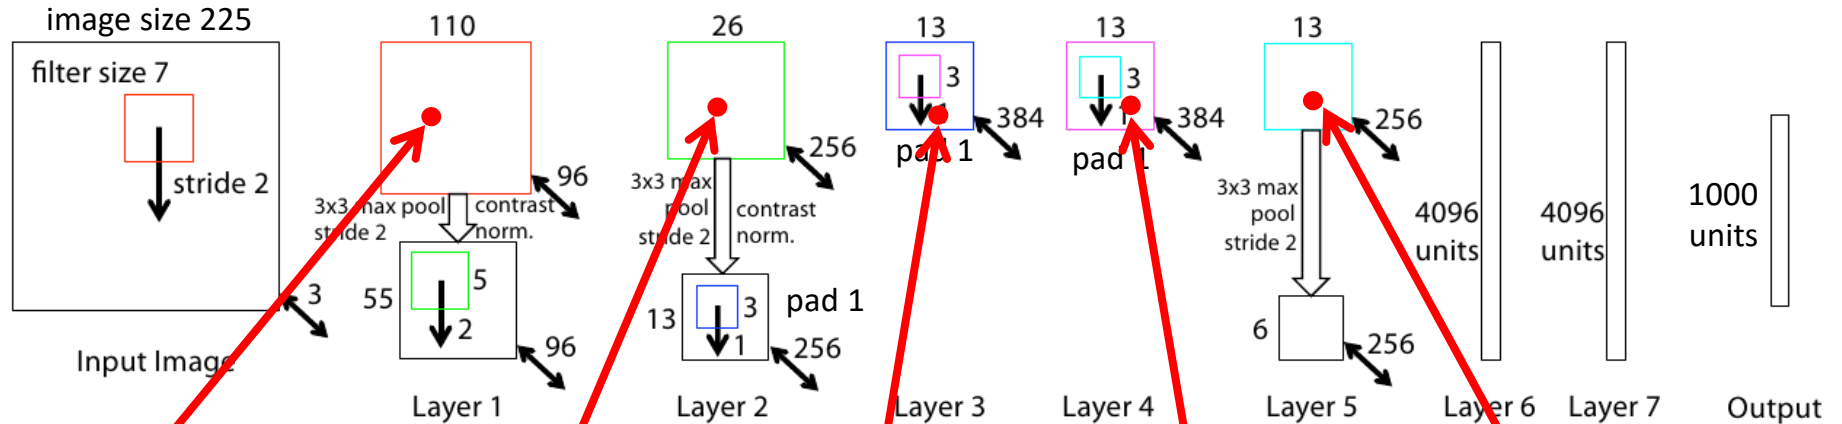 image size 225
filter size 7
stride 2
3
Input Image
110
96
3x3 max pool
stride 2
contrast
norm.
55
5
2
96
Layer 1
26
256
3x3 max
pool
stride 2
contrast
norm.
13
3
1
pad 1
256
Layer 2
13
3
1
384
pad 1
Layer 3
13
3
1
384
pad 1
Layer 4
13
256
3x3 max
pool
stride 2
6
256
Layer 5
4096
units
Layer 6
4096
units
Layer 7
1000
units
Output